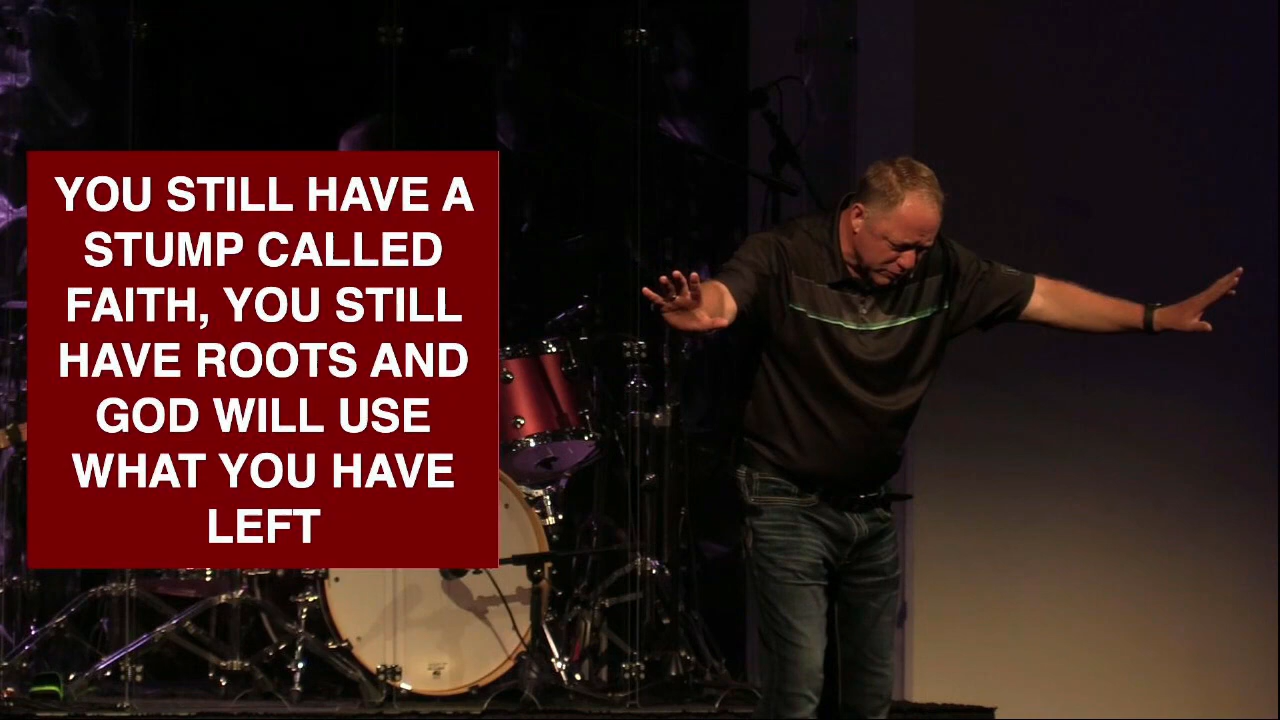 YOU STILL HAVE A
STUMP CALLED
FAITH, YOU STILL
HAVE ROOTS AND
GOD WILL USE
WHAT YOU HAVE
LEFT